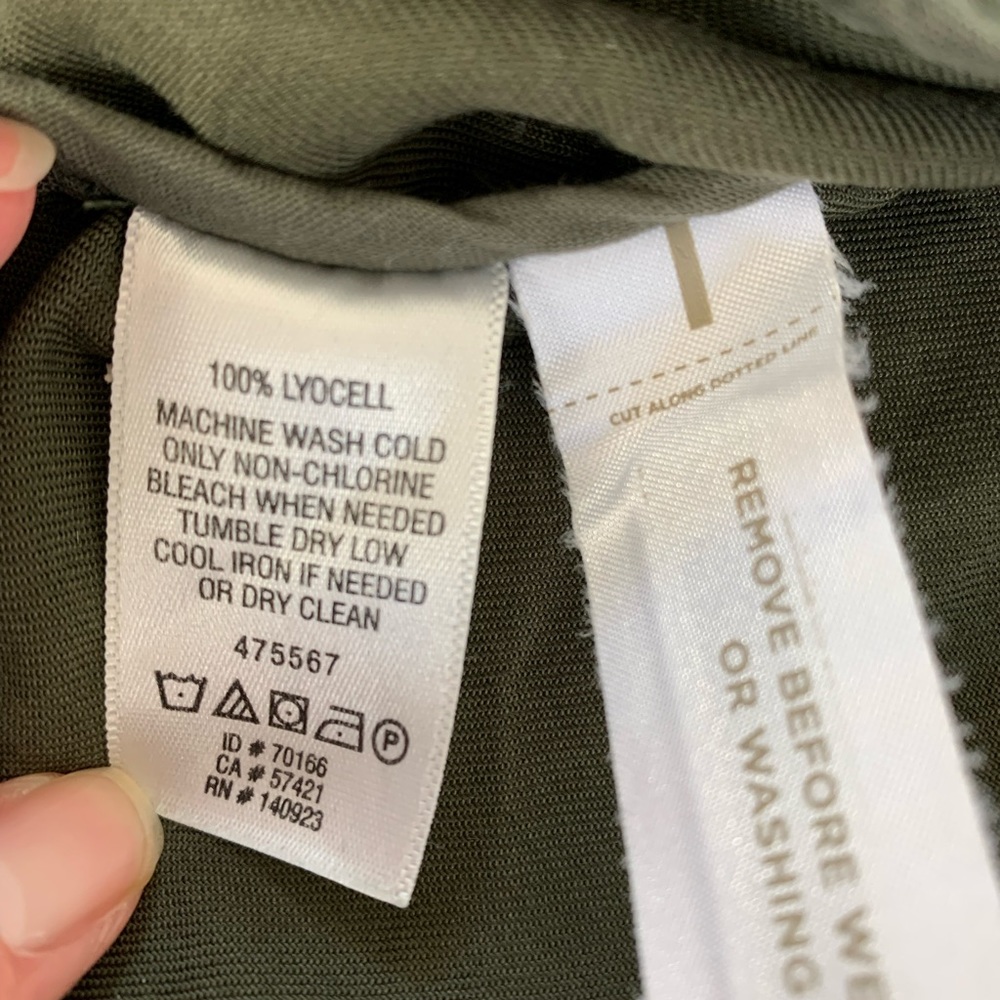 100% LYOCELL
MACHINE WASH COLD
ONLY NON-CHLORINE
BLEACH WHEN NEEDED
TUMBLE DRY LOW
COOL IRON IF NEEDED
OR DRY CLEAN
475567
P
ID # 70166
CA # 57421
RN # 140923
CUT ALONG DOTTED LINE
REMOVE BEFORE WE
OR WASHING